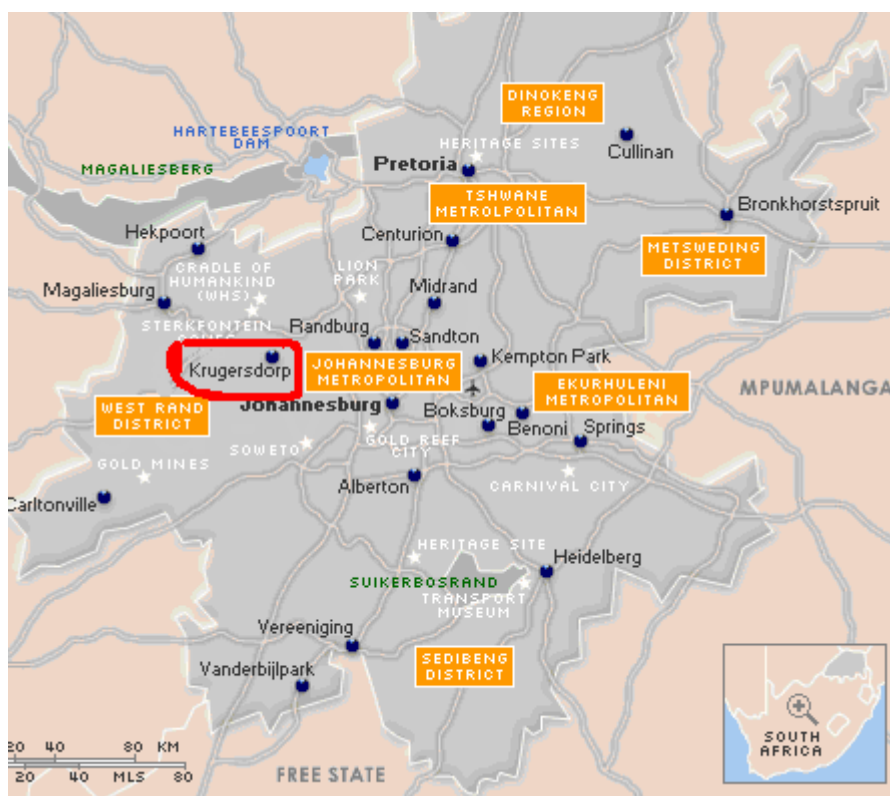 DINOKENG
REGION
HARTEBEESPOORT
DAM
HERITAGE SITES
Cullinan
MAGALIESBERG
Pretoria
TSHWANE
METROLPOLITAN
Bronkhorstspruit
Hekpoort
Centurion
METSWEDING
DISTRICT
CRADLE OF
HUMANKIND
(WHS)
LION
PARK
Magaliesburg
Midrand
STERKFONTEIN
Randburg
Sandton
Krugersdorp
JOHANNESBURG
METROPOLITAN
Kempton Park
EKURHULENI
METROPOLITAN
MPUMALANGA
WEST RAND
DISTRICT
Johannesburg
Boksburg
Benoni
Springs
SOWETO
GOLD REEF
CITY
GOLD MINES
Alberton
CARNIVAL CITY
Carltonville
HERITAGE SITE
Heidelberg
SUIKERBOSRAND
TRANSPORT
MUSEUM
Vereeniging
SEDIBENG
DISTRICT
Vanderbijlpark
SOUTH
AFRICA
20 40 80 KM
20 40 MLS 80
FREE STATE